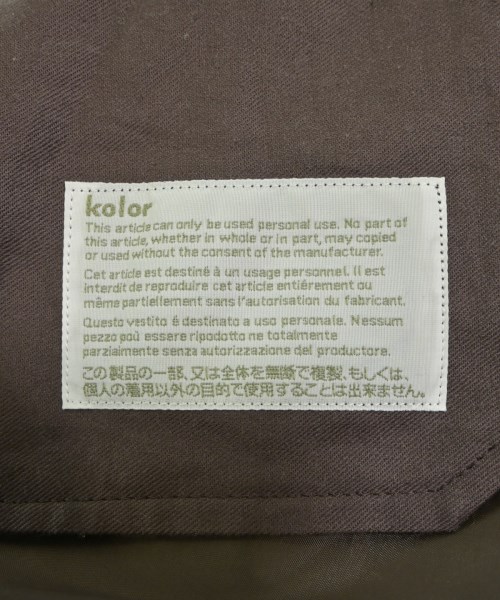 kolor
This article can only be used personal use. No part of
this article, whether in whole or in part, may copied
or used without the consent of the manufacturer.
Cet article est destiné à un usage personnel. Il est
interdit de reproduire cet article entiérement ou
même partiellement sans l'autorisation du fabricant.
Questo vestito é destinato a uso personale. Nessum
pezzo può essere ripodotto ne totalmente
parzialmente senza autorizzazione del produttore.
この製品の一部、又は全体を無断で複製、もしくは、
個人の着用以外の目的で使用することは出来ません。